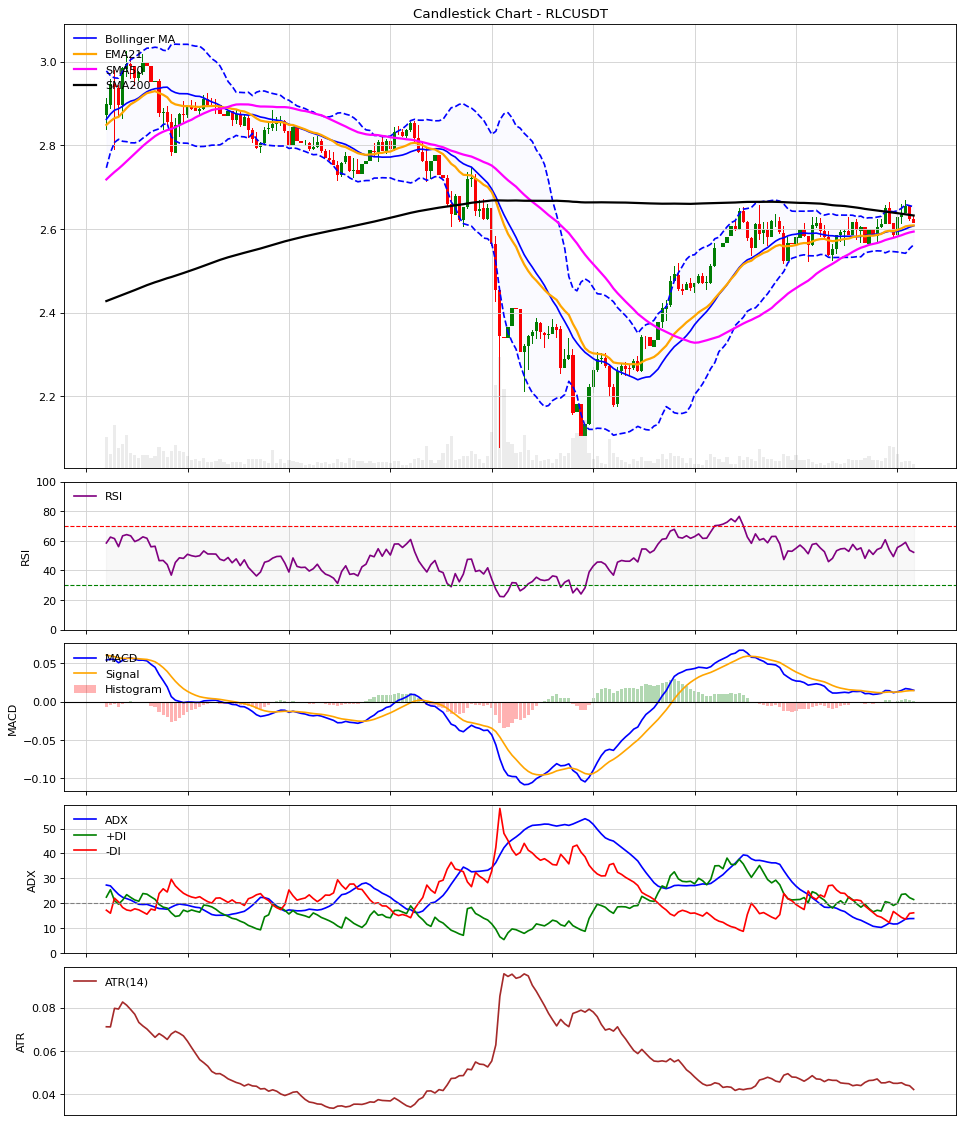 Candlestick Chart - RLCUSDT
Bollinger MA
EMA21
SMA50
SMA200
3.0
2.8
2.6
2.4
2.2
RSI
100
80
60
40
20
0
RSI
MACD
Signal
Histogram
0.05
0.00
−0.05
−0.10
MACD
ADX
+DI
-DI
50
40
30
20
10
0
ADX
ATR(14)
0.08
0.06
0.04
ATR